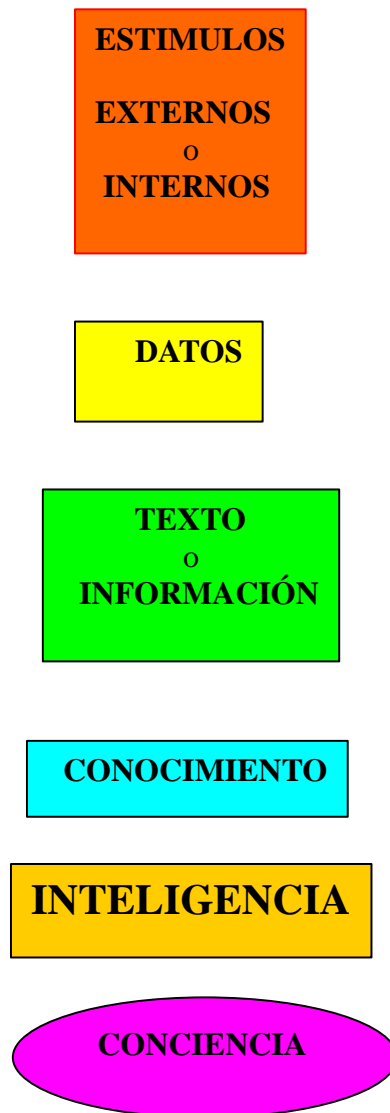 ESTIMULOS
EXTERNOS
o
INTERNOS
DATOS
TEXTO
o
INFORMACIÓN
CONOCIMIENTO
INTELIGENCIA
CONCIENCIA